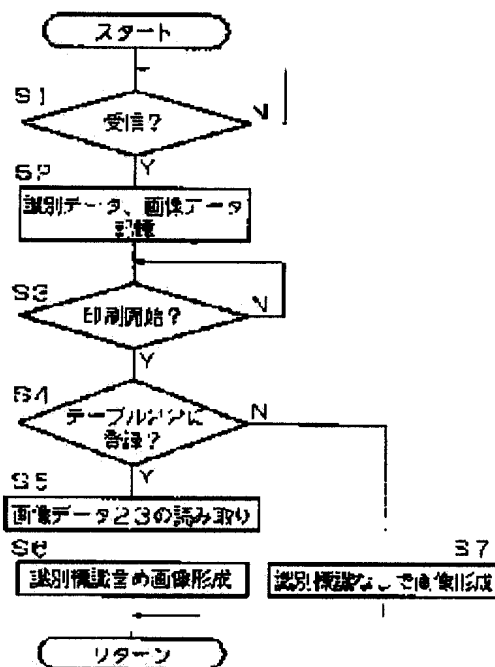 スタート
S1
受信?
N
Y
S2
識別データ、画像データ
記憶
S3
印刷開始?
N
Y
S4
テーブル22に
登録?
N
Y
S5
画像データ23の読み取り
S6
識別標識含め画像形成
S7
識別標識なしで画像形成
リターン